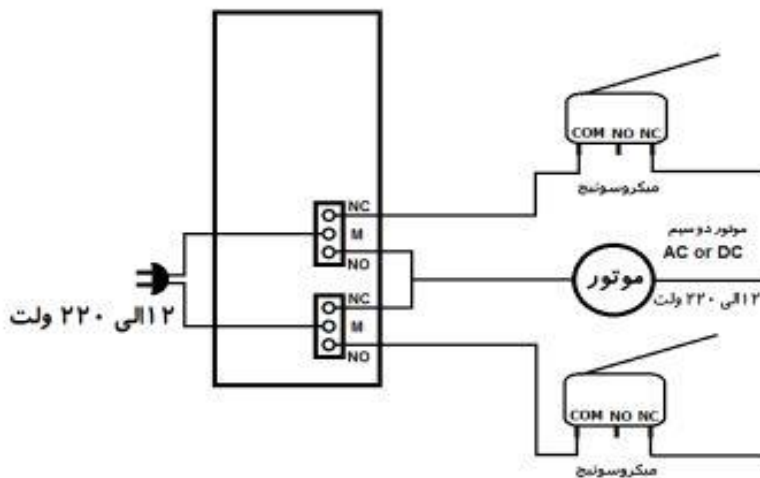 COM NO NC
میکروسوئیچ
NC
M
NO
موتور دو سیم
AC or DC
موتور
۱۲الی ۲۲۰ ولت
۱۲الی ۲۲۰ ولت
NC
M
NO
COM NO NC
میکروسوئیچ